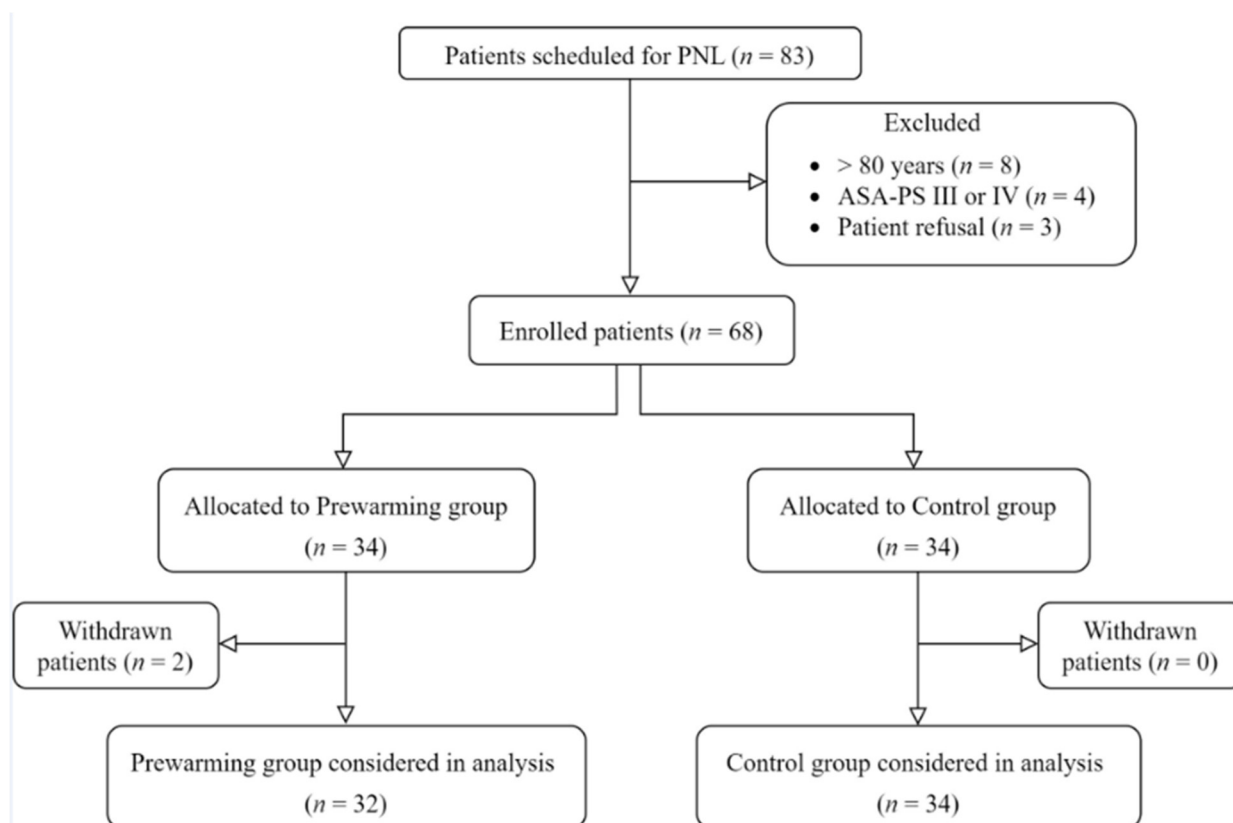 Patients scheduled for PNL (n = 83)
Excluded
• > 80 years (n = 8)
• ASA-PS III or IV (n = 4)
• Patient refusal (n = 3)
Enrolled patients (n = 68)
Allocated to Prewarming group
(n = 34)
Allocated to Control group
(n = 34)
Withdrawn
patients (n = 2)
Withdrawn
patients (n = 0)
Prewarming group considered in analysis
(n = 32)
Control group considered in analysis
(n = 34)